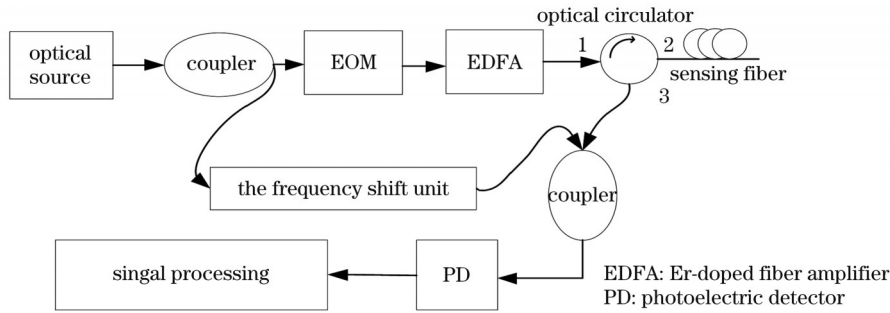 optical circulator
optical
source
coupler
EOM
EDFA
1
2
sensing fiber
3
the frequency shift unit
coupler
singal processing
PD
EDFA: Er-doped fiber amplifier
PD: photoelectric detector